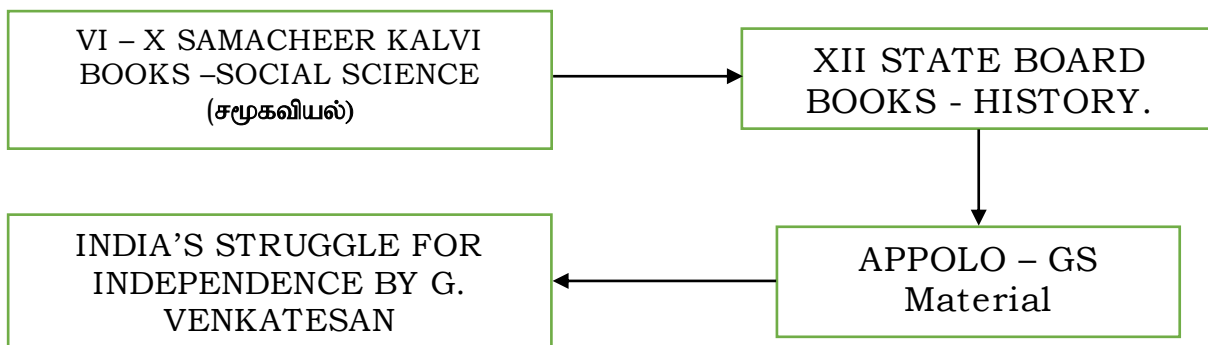 VI – X SAMACHEER KALVI
BOOKS –SOCIAL SCIENCE
(சமூகவியல்)
XII STATE BOARD
BOOKS - HISTORY.
APPOLO – GS
Material
INDIA’S STRUGGLE FOR
INDEPENDENCE BY G.
VENKATESAN